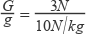 G/g = 3N/10N/kg